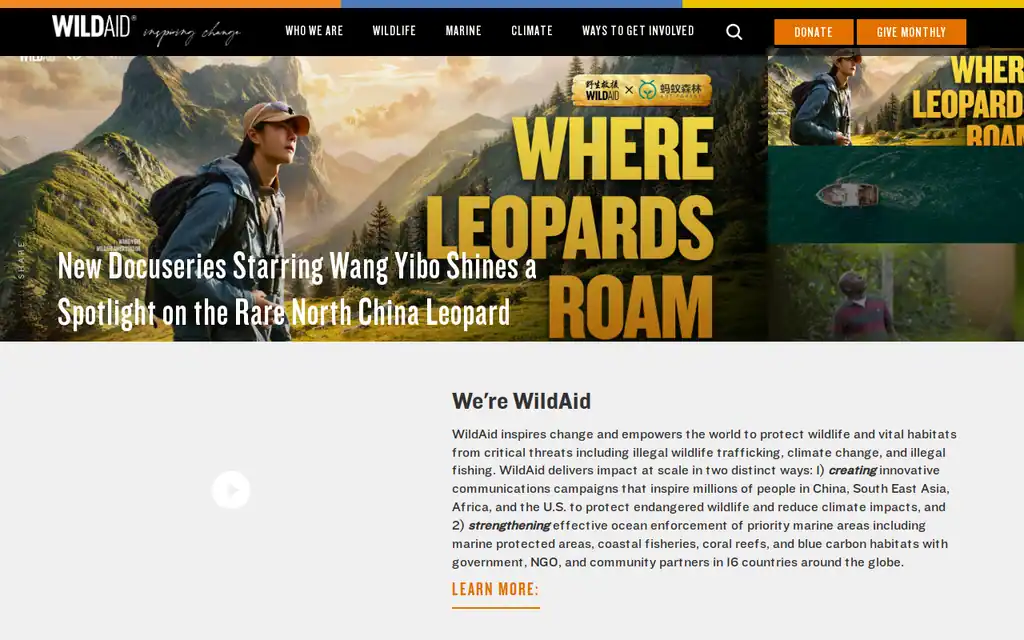 WILDAID® inspiring change
WHO WE ARE
WILDLIFE
MARINE
CLIMATE
WAYS TO GET INVOLVED
DONATE
GIVE MONTHLY
野生救援
WILDAID
×
蚂蚁森林
ANT FOREST
WHERE
LEOPARDS
ROAM
SHARE
New Docuseries Starring Wang Yibo Shines a
Spotlight on the Rare North China Leopard
WHER
LEOPARD
ROAM
We're WildAid
WildAid inspires change and empowers the world to protect wildlife and vital habitats
from critical threats including illegal wildlife trafficking, climate change, and illegal
fishing. WildAid delivers impact at scale in two distinct ways: 1) creating innovative
communications campaigns that inspire millions of people in China, South East Asia,
Africa, and the U.S. to protect endangered wildlife and reduce climate impacts, and
2) strengthening effective ocean enforcement of priority marine areas including
marine protected areas, coastal fisheries, coral reefs, and blue carbon habitats with
government, NGO, and community partners in 16 countries around the globe.
LEARN MORE: